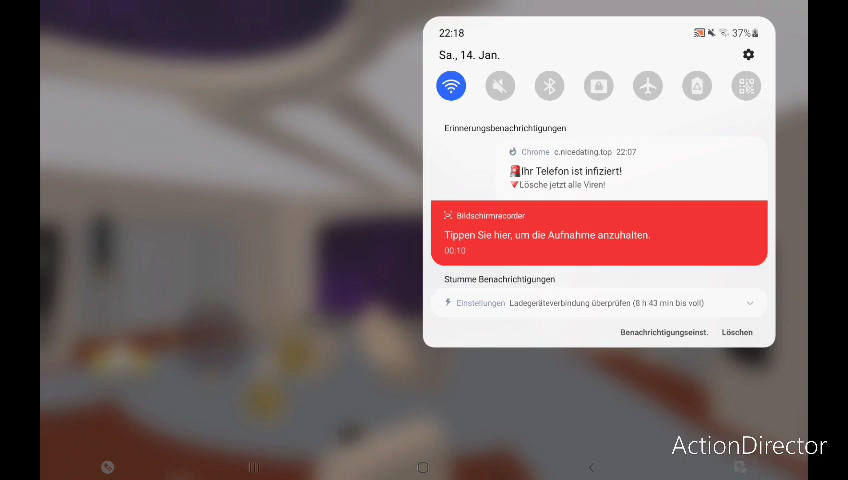 22:18
37%
Sa., 14. Jan.
Erinnerungsbenachrichtigungen
Chrome c.nicedating.top 22:07
Ihr Telefon ist infiziert!
Lösche jetzt alle Viren!
Bildschirmrecorder
Tippen Sie hier, um die Aufnahme anzuhalten.
00:10
Stumme Benachrichtigungen
Einstellungen Ladegeräteverbindung überprüfen (8 h 43 min bis voll)
Benachrichtigungseinst. Löschen
ActionDirector